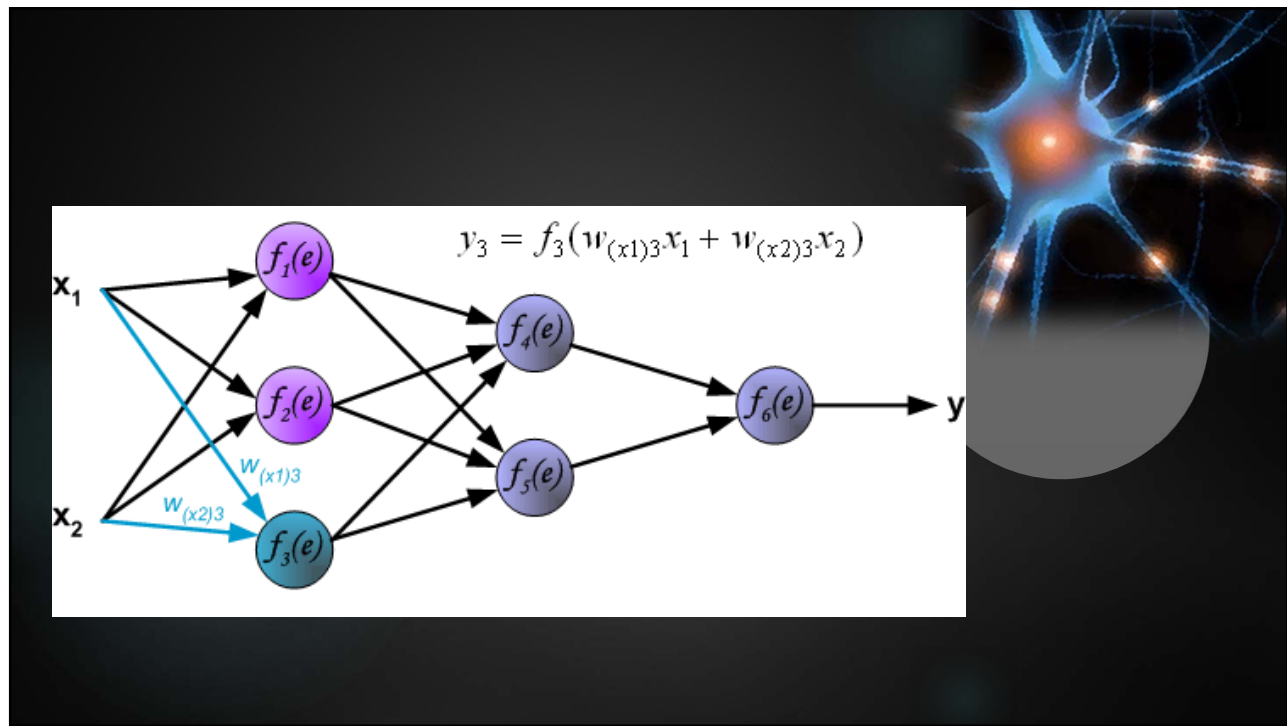 y₃ = f₃(w₍ₓ₁₎₃x₁ + w₍ₓ₂₎₃x₂)
f₁(e)
x₁
f₄(e)
f₂(e)
f₆(e)
y
w₍ₓ₁₎₃
f₅(e)
w₍ₓ₂₎₃
x₂
f₃(e)